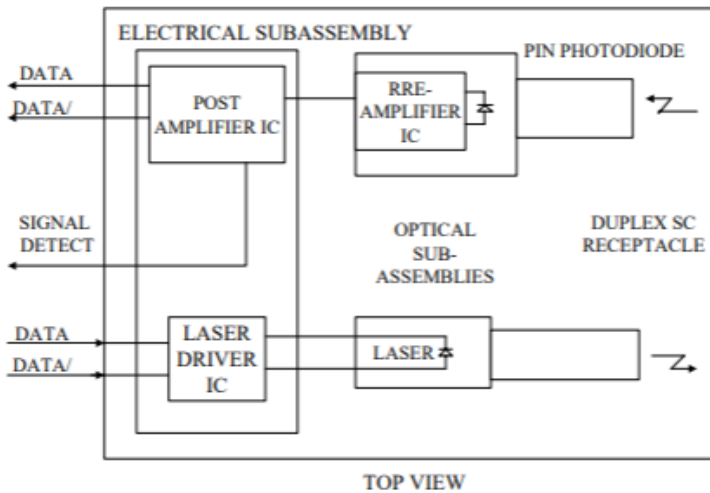 ELECTRICAL SUBASSEMBLY
DATA
DATA/
POST
AMPLIFIER IC
RRE-
AMPLIFIER
IC
PIN PHOTODIODE
SIGNAL
DETECT
OPTICAL
SUB-
ASSEMBLIES
DUPLEX SC
RECEPTACLE
DATA
DATA/
LASER
DRIVER
IC
LASER
TOP VIEW